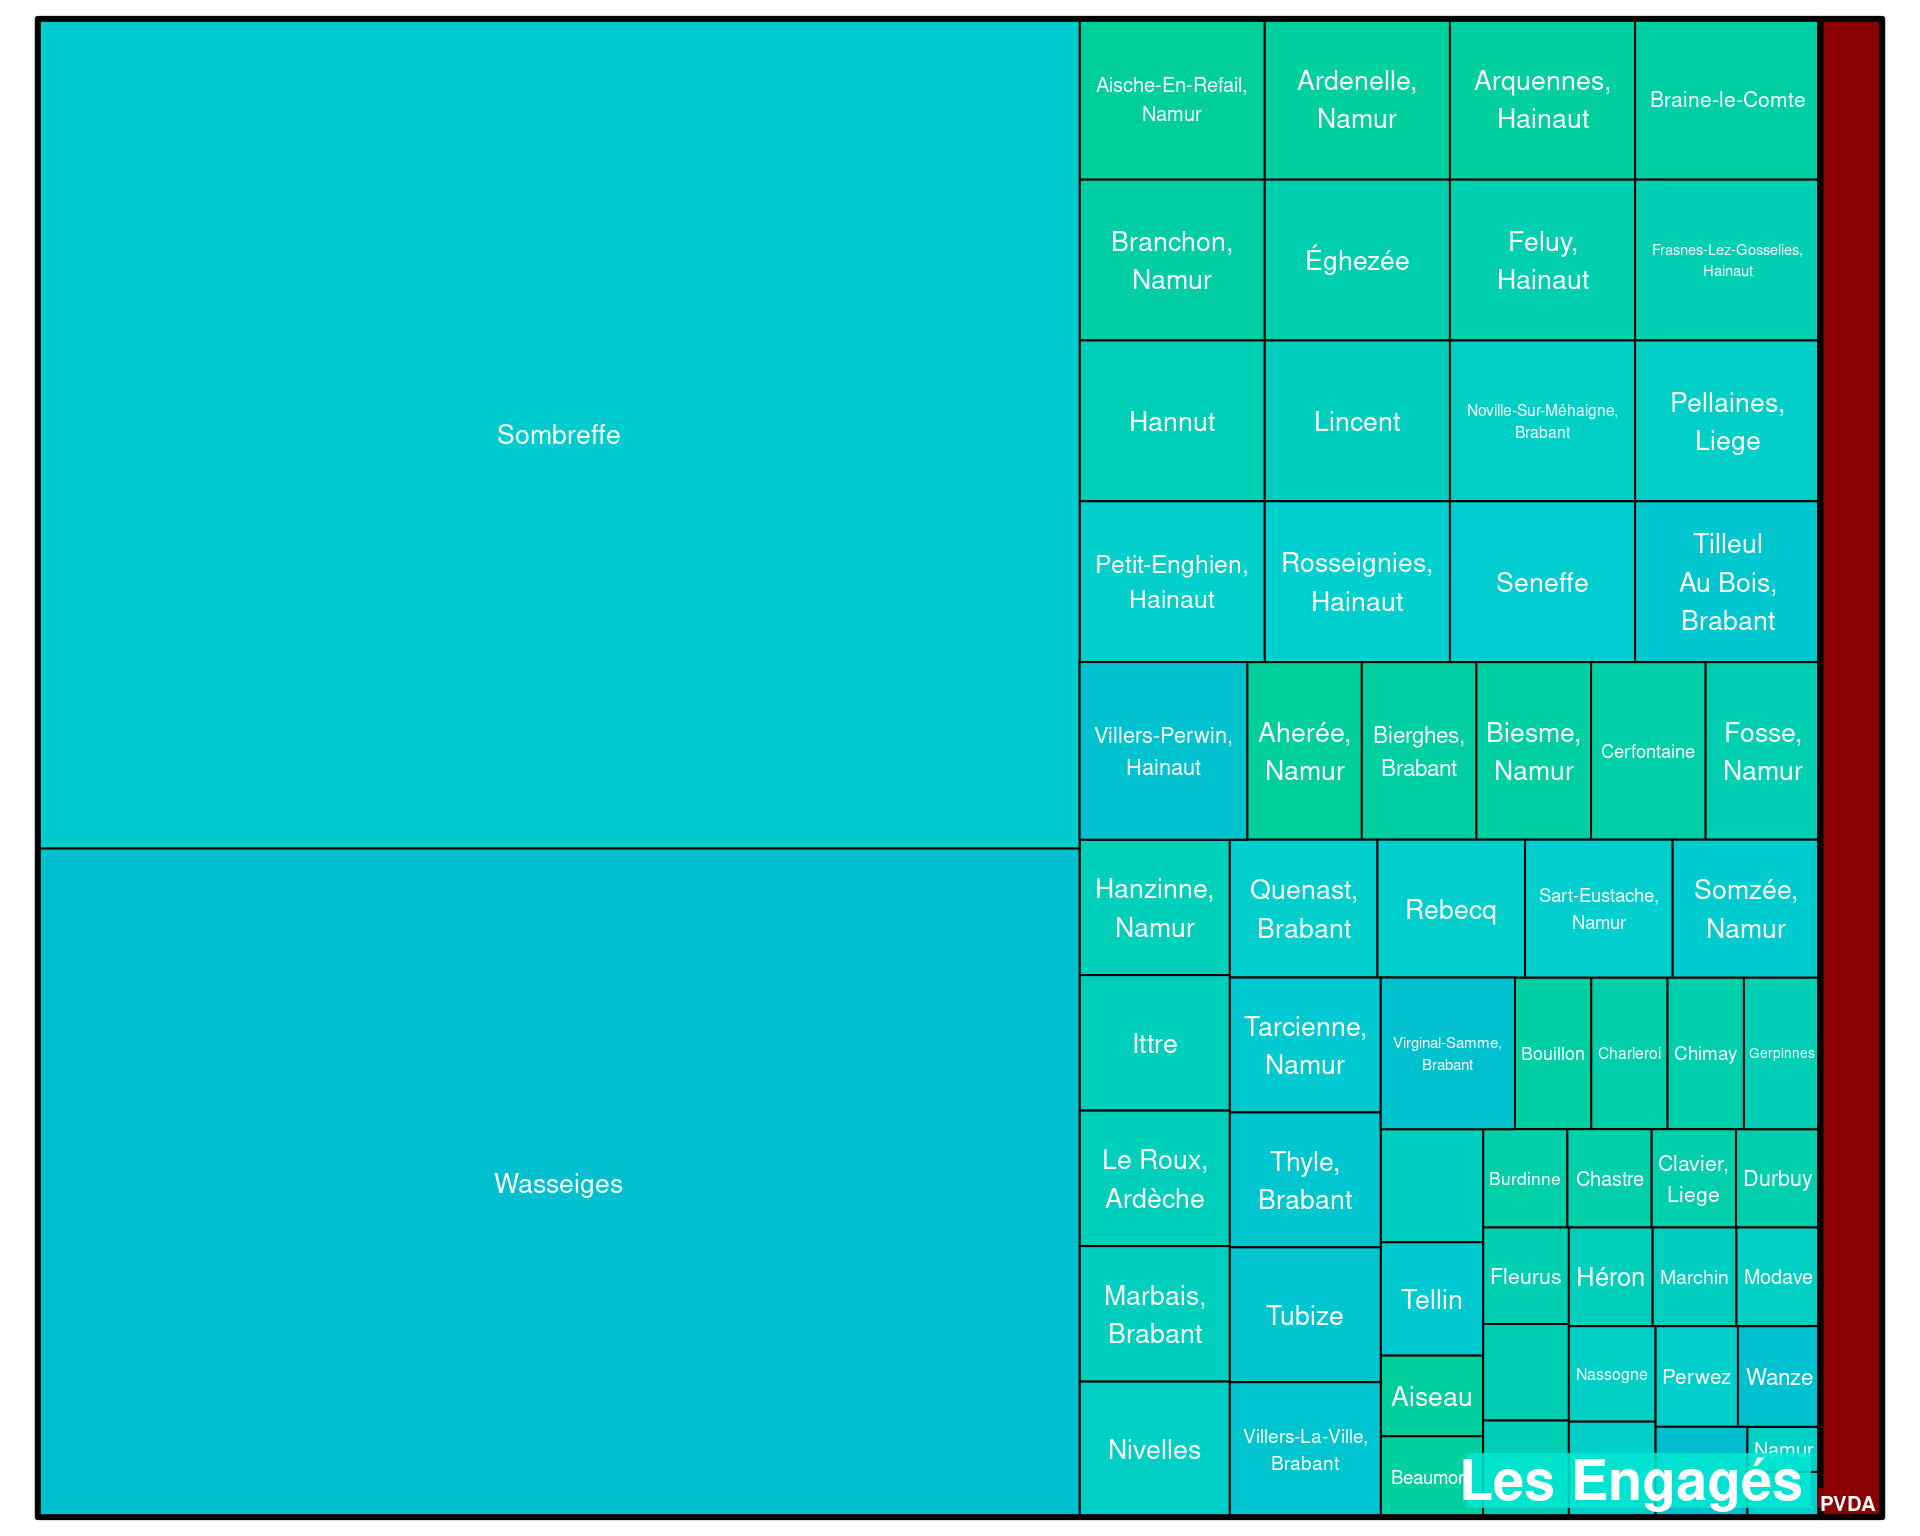 Sombreffe
Wasseiges
Aische-En-Refail,
Namur
Ardenelle,
Namur
Arquennes,
Hainaut
Braine-le-Comte
Branchon,
Namur
Éghezée
Feluy,
Hainaut
Frasnes-Lez-Gosselies,
Hainaut
Hannut
Lincent
Noville-Sur-Méhaigne,
Brabant
Pellaines,
Liege
Petit-Enghien,
Hainaut
Rosseignies,
Hainaut
Seneffe
Tilleul
Au Bois,
Brabant
Villers-Perwin,
Hainaut
Aherée,
Namur
Bierghes,
Brabant
Biesme,
Namur
Cerfontaine
Fosse,
Namur
Hanzinne,
Namur
Quenast,
Brabant
Rebecq
Sart-Eustache,
Namur
Somzée,
Namur
Ittre
Tarcienne,
Namur
Virginal-Samme,
Brabant
Bouillon
Charleroi
Chimay
Gerpinnes
Le Roux,
Ardèche
Thyle,
Brabant
Burdinne
Chastre
Clavier,
Liege
Durbuy
Marbais,
Brabant
Tubize
Tellin
Fleurus
Héron
Marchin
Modave
Nassogne
Perwez
Wanze
Aiseau
Nivelles
Villers-La-Ville,
Brabant
Beaumon
Namur
Les Engagés
PVDA